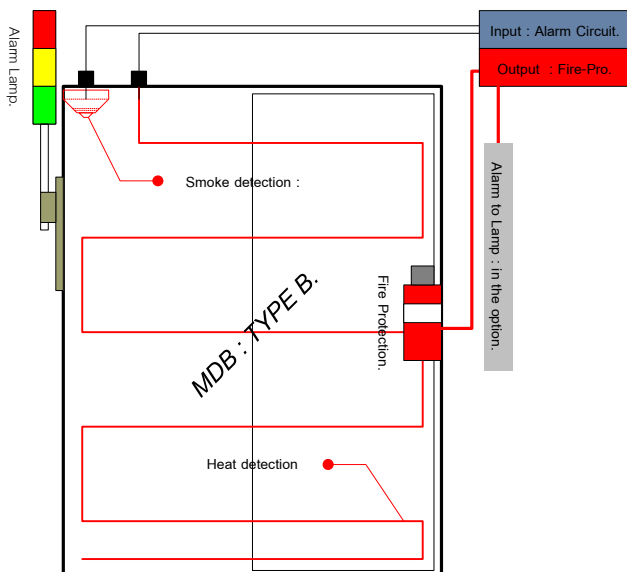 Alarm Lamp.
Input : Alarm Circuit.
Output : Fire-Pro.
Alarm to Lamp : in the option.
Smoke detection :
MDB : TYPE B.
Fire Protection.
Heat detection